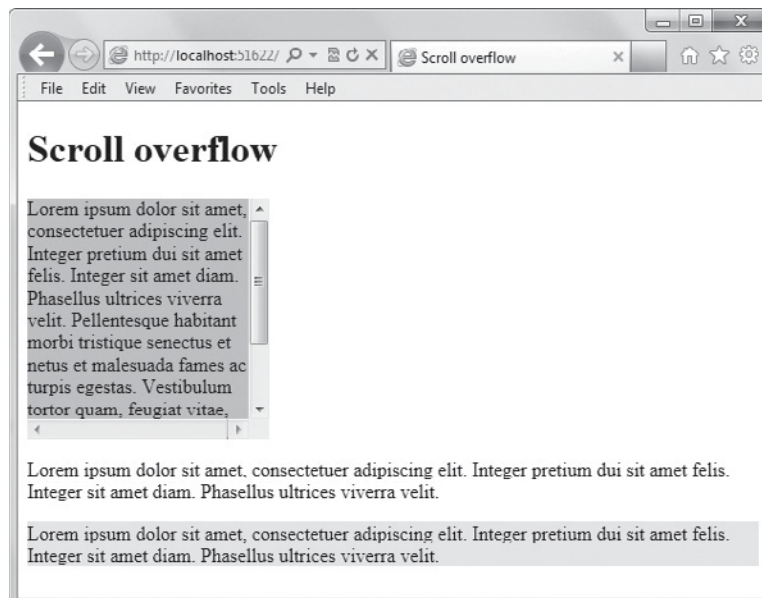 http://localhost:51622/
Scroll overflow
File Edit View Favorites Tools Help
Scroll overflow
Lorem ipsum dolor sit amet,
consectetuer adipiscing elit.
Integer pretium dui sit amet
felis. Integer sit amet diam.
Phasellus ultrices viverra
velit. Pellentesque habitant
morbi tristique senectus et
netus et malesuada fames ac
turpis egestas. Vestibulum
tortor quam, feugiat vitae,
Lorem ipsum dolor sit amet, consectetuer adipiscing elit. Integer pretium dui sit amet felis.
Integer sit amet diam. Phasellus ultrices viverra velit.
Lorem ipsum dolor sit amet, consectetuer adipiscing elit. Integer pretium dui sit amet felis.
Integer sit amet diam. Phasellus ultrices viverra velit.